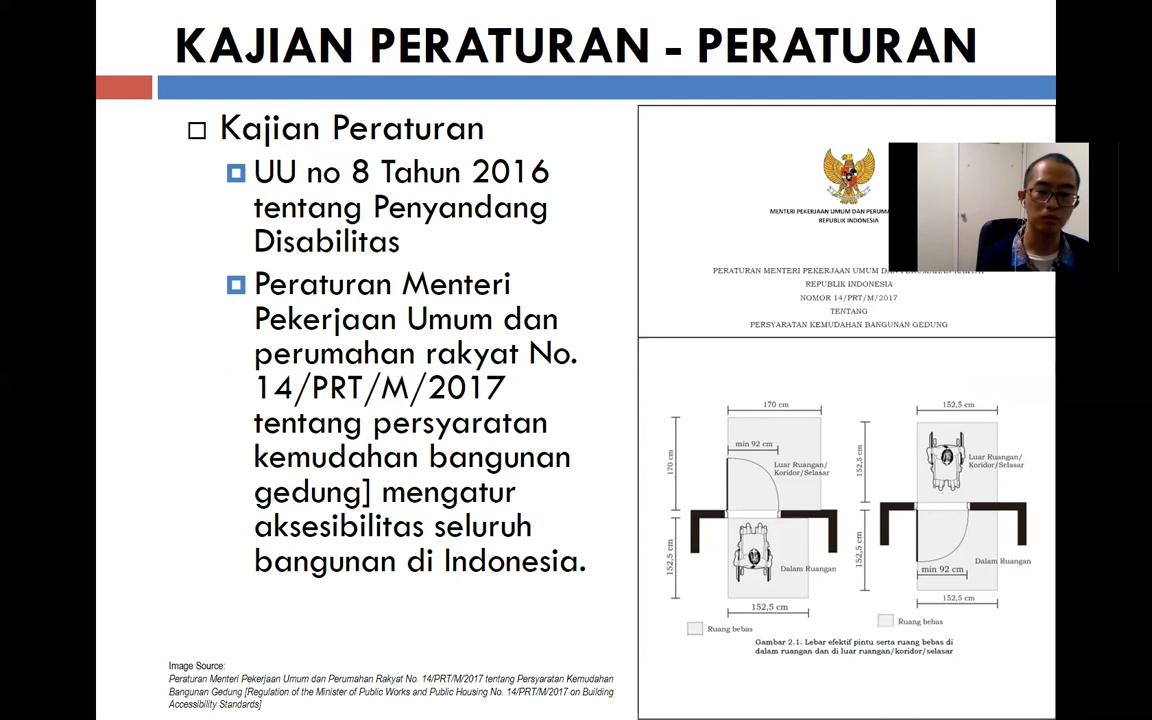 KAJIAN PERATURAN - PERATURAN
Kajian Peraturan
UU no 8 Tahun 2016
tentang Penyandang
Disabilitas
Peraturan Menteri
Pekerjaan Umum dan
perumahan rakyat No.
14/PRT/M/2017
tentang persyaratan
kemudahan bangunan
gedung] mengatur
aksesibilitas seluruh
bangunan di Indonesia.
Image Source:
Peraturan Menteri Pekerjaan Umum dan Perumahan Rakyat No. 14/PRT/M/2017 tentang Persyaratan Kemudahan
Bangunan Gedung [Regulation of the Minister of Public Works and Public Housing No. 14/PRT/M/2017 on Building
Accessibility Standards]
MENTERI PEKERJAAN UMUM DAN
REPUBLIK INDONESIA
PERATURAN MENTERI PEKERJAAN UMUM
REPUBLIK INDONESIA
NOMOR 14/PRT/M/2017
TENTANG
PERSYARATAN KEMUDAHAN BANGUNAN GEDUNG
170 cm
min 92 cm
170 cm
Luar Ruangan/
Koridor/Selasar
152,5 cm
Dalam Ruangan
152,5 cm
Ruang bebas
152,5 cm
152,5 cm
Luar Ruangan/
Koridor/Selasar
152,5 cm
Dalam Ruangan
min 92 cm
152,5 cm
Ruang bebas
Gambar 2.1. Lebar efektif pintu serta ruang bebas di
dalam ruangan dan di luar ruangan/koridor/selasar